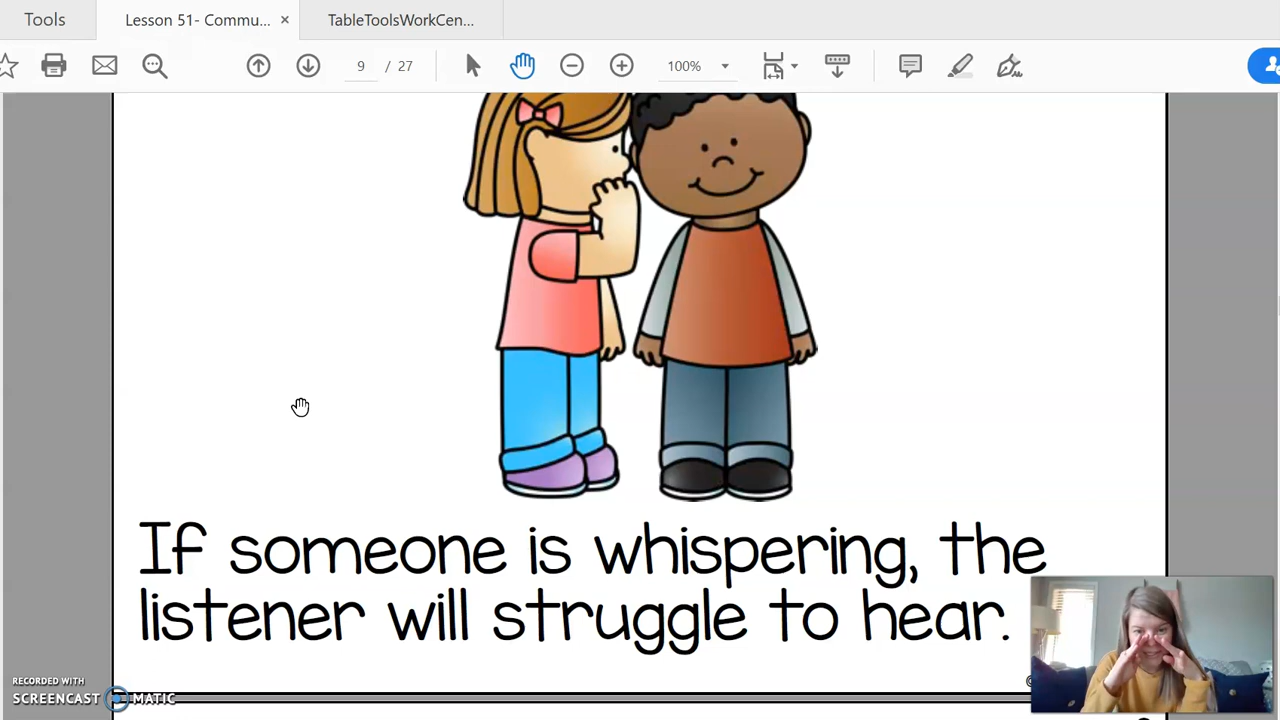 Tools
Lesson 51- Commu... ×
TableToolsWorkCen...
9 / 27
100%
If someone is whispering, the
listener will struggle to hear.
©
RECORDED WITH
SCREENCAST MATIC